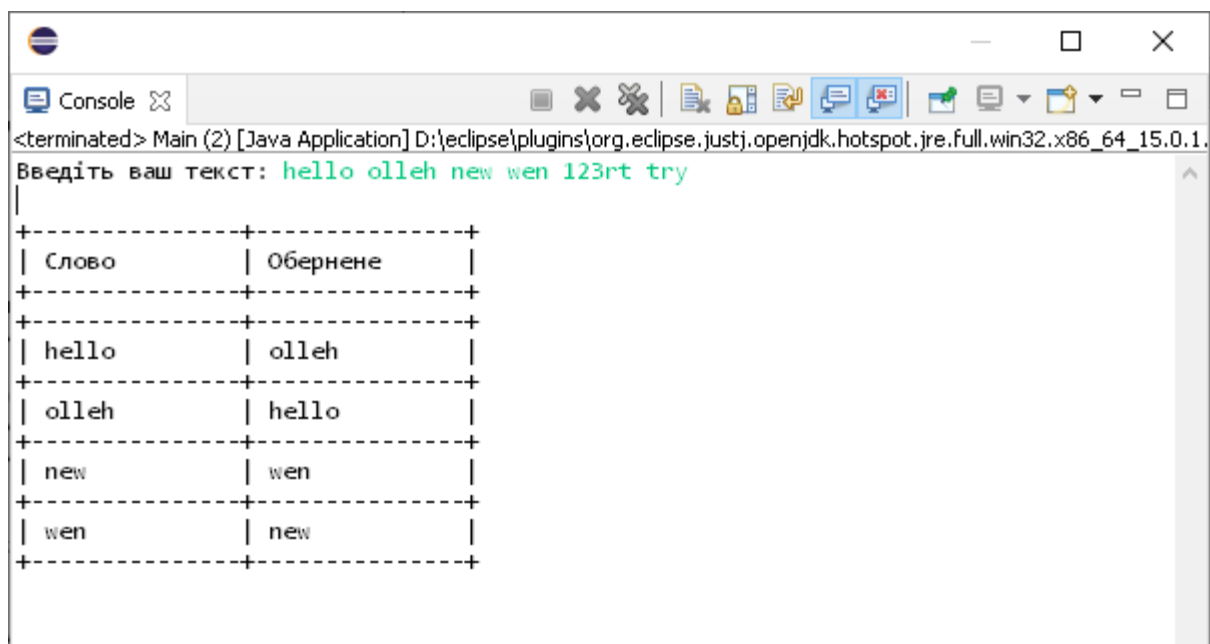 Console
<terminated> Main (2) [Java Application] D:\eclipse\plugins\org.eclipse.justj.openjdk.hotspot.jre.full.win32.x86_64_15.0.1.
Введіть ваш текст: hello olleh new wen 123rt try
+---------------+---------------+
| Слово | Обернене |
+---------------+---------------+
+---------------+---------------+
| hello | olleh |
+---------------+---------------+
| olleh | hello |
+---------------+---------------+
| new | wen |
+---------------+---------------+
| wen | new |
+---------------+---------------+